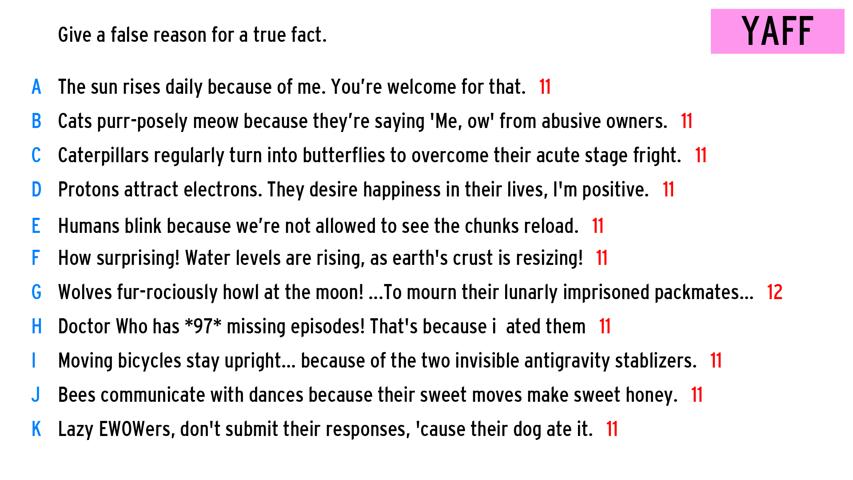 Give a false reason for a true fact.
YAFF
A The sun rises daily because of me. You're welcome for that. 11
B Cats purr-posely meow because they're saying 'Me, ow' from abusive owners. 11
C Caterpillars regularly turn into butterflies to overcome their acute stage fright. 11
D Protons attract electrons. They desire happiness in their lives, I'm positive. 11
E Humans blink because we're not allowed to see the chunks reload. 11
F How surprising! Water levels are rising, as earth's crust is resizing! 11
G Wolves fur-rociously howl at the moon! ...To mourn their lunarly imprisoned packmates... 12
H Doctor Who has *97* missing episodes! That's because i  ated them 11
I Moving bicycles stay upright... because of the two invisible antigravity stablizers. 11
J Bees communicate with dances because their sweet moves make sweet honey. 11
K Lazy EWOWers, don't submit their responses, 'cause their dog ate it. 11